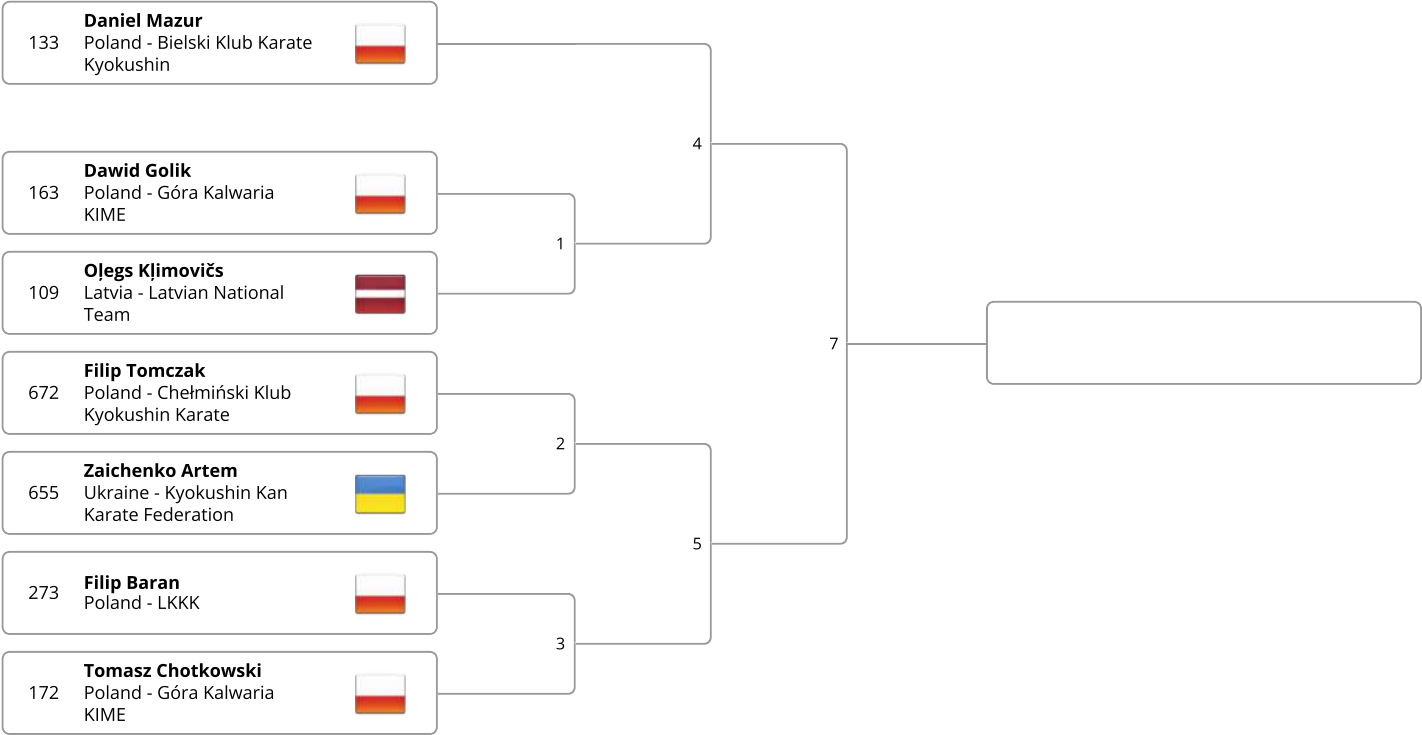 133
Daniel Mazur
Poland - Bielski Klub Karate
Kyokushin
4
163
Dawid Golik
Poland - Góra Kalwaria
KIME
1
109
Oļegs Kļimovičs
Latvia - Latvian National
Team
7
672
Filip Tomczak
Poland - Chełmiński Klub
Kyokushin Karate
2
655
Zaichenko Artem
Ukraine - Kyokushin Kan
Karate Federation
5
273
Filip Baran
Poland - LKKK
3
172
Tomasz Chotkowski
Poland - Góra Kalwaria
KIME